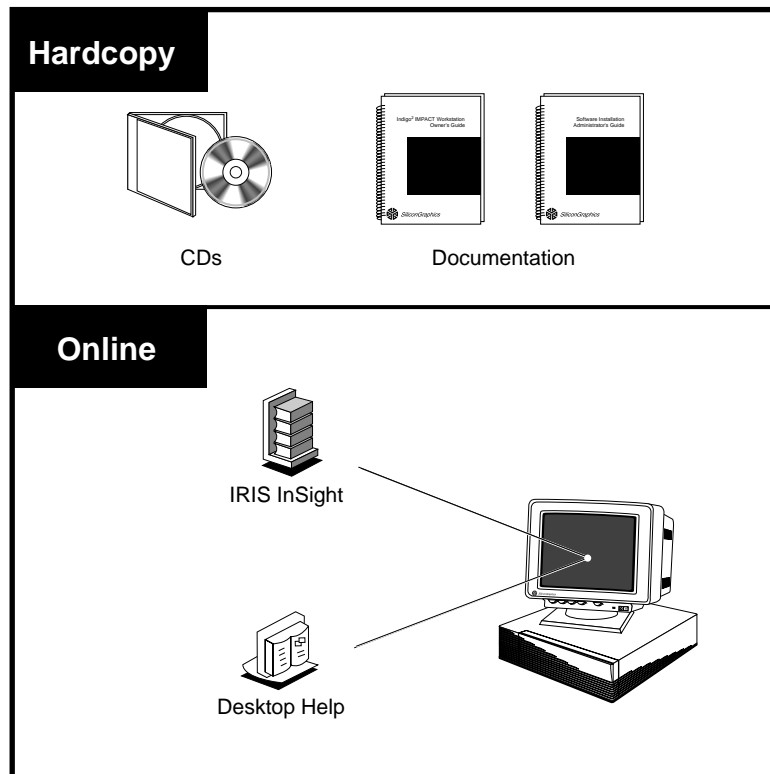 Hardcopy
Indigo² IMPACT Workstation
Owner's Guide
SiliconGraphics
Software Installation
Administrator's Guide
SiliconGraphics
CDs
Documentation
Online
IRIS InSight
Desktop Help